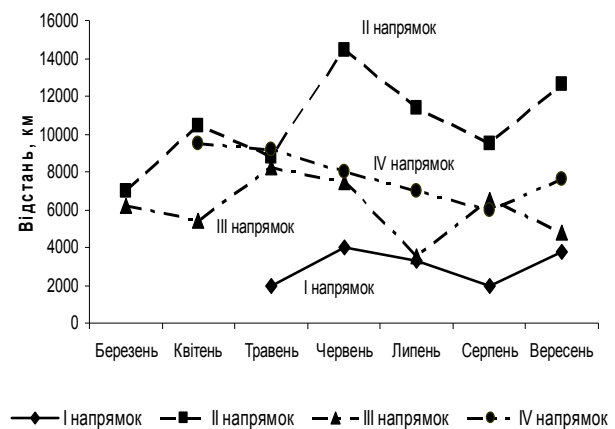 16000
14000
12000
10000
8000
6000
4000
2000
0
Відстань, км
II напрямок
IV напрямок
III напрямок
I напрямок
Березень Квітень Травень Червень Липень Серпень Вересень
I напрямок II напрямок III напрямок IV напрямок